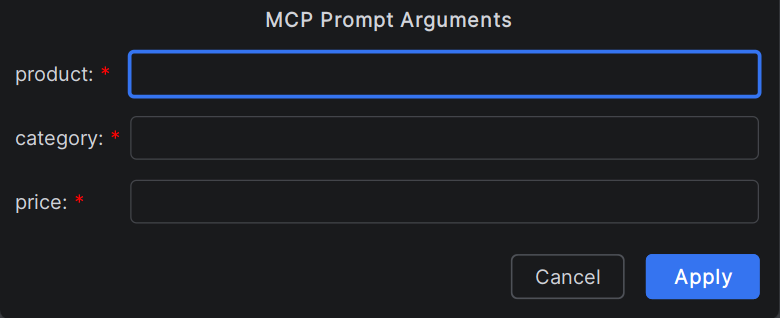 MCP Prompt Arguments
product: *
category: *
price: *
Cancel Apply